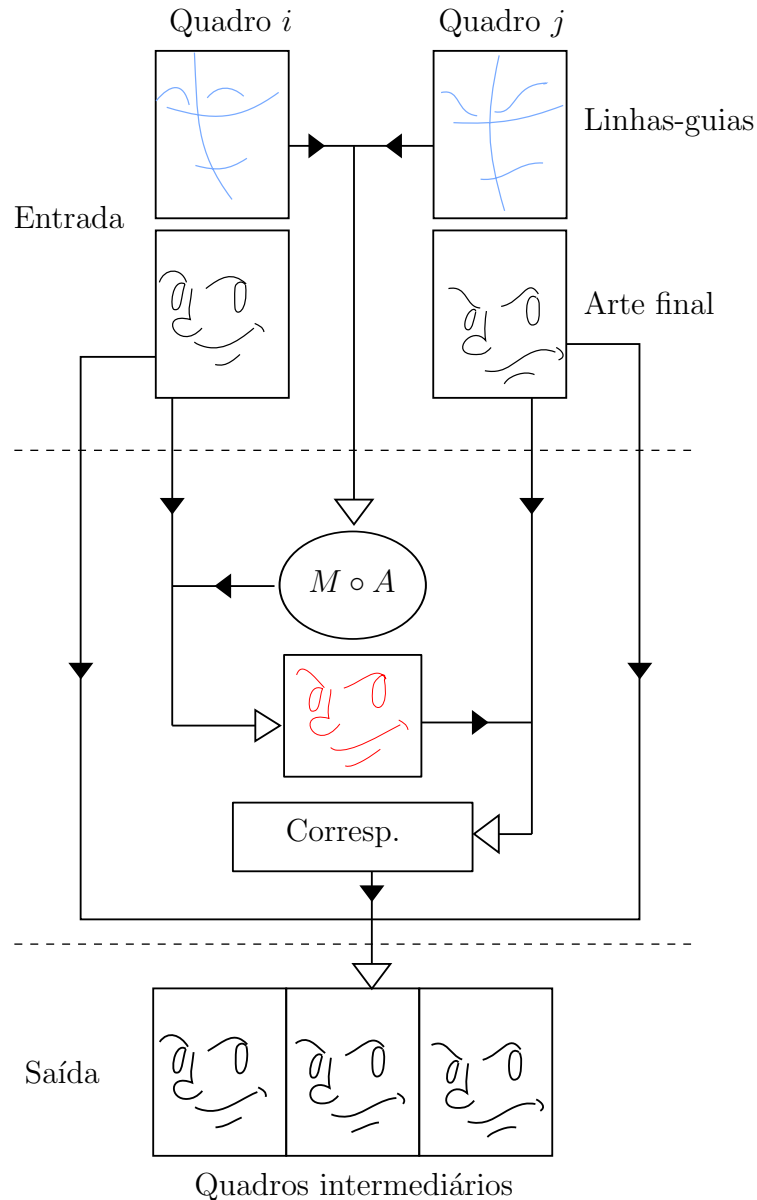 Quadro i
Quadro j
Linhas-guias
Entrada
Arte final
M ∘ A
Corresp.
Saída
Quadros intermediários